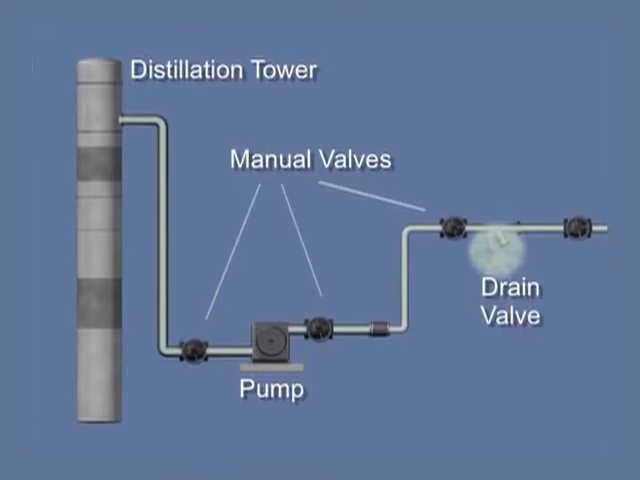 Distillation Tower
Manual Valves
Drain
Valve
Pump